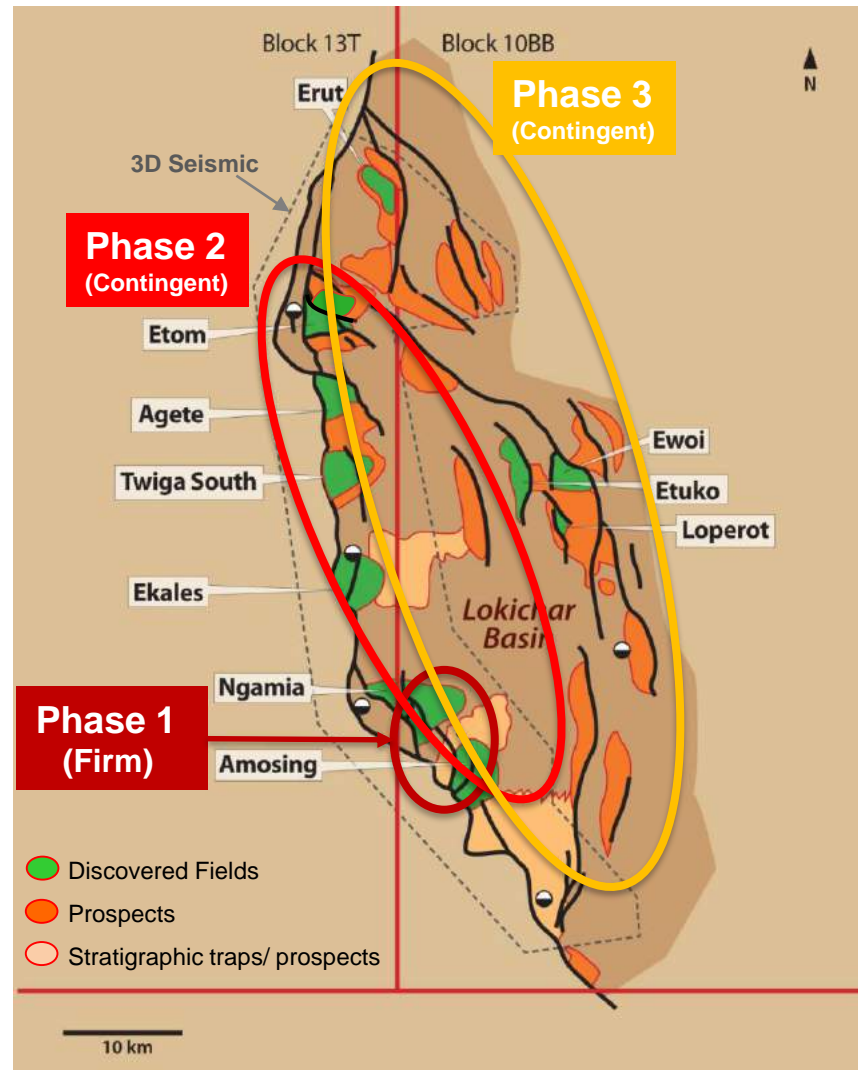 Block 13T
Block 10BB
N
Erut
Phase 3
(Contingent)
3D Seismic
Phase 2
(Contingent)
Etom
Agete
Twiga South
Ewoi
Etuko
Loperot
Ekales
Lokichar
Basin
Ngamia
Phase 1
(Firm)
Amosing
Discovered Fields
Prospects
Stratigraphic traps/ prospects
10 km